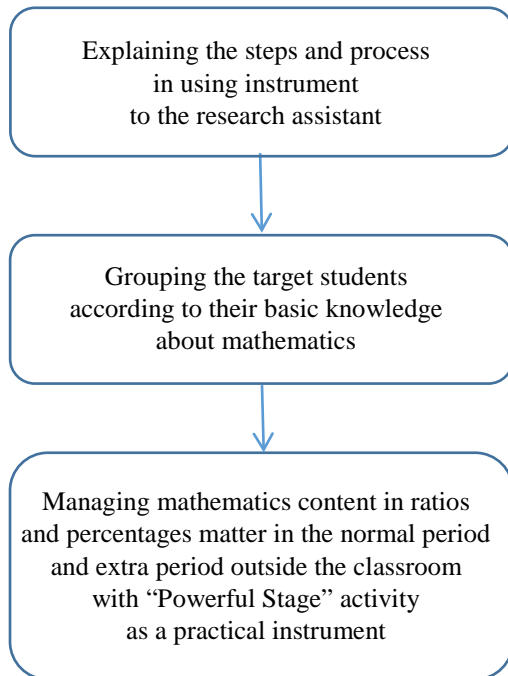 Explaining the steps and process
in using instrument
to the research assistant
Grouping the target students
according to their basic knowledge
about mathematics
Managing mathematics content in ratios
and percentages matter in the normal period
and extra period outside the classroom
with “Powerful Stage” activity
as a practical instrument